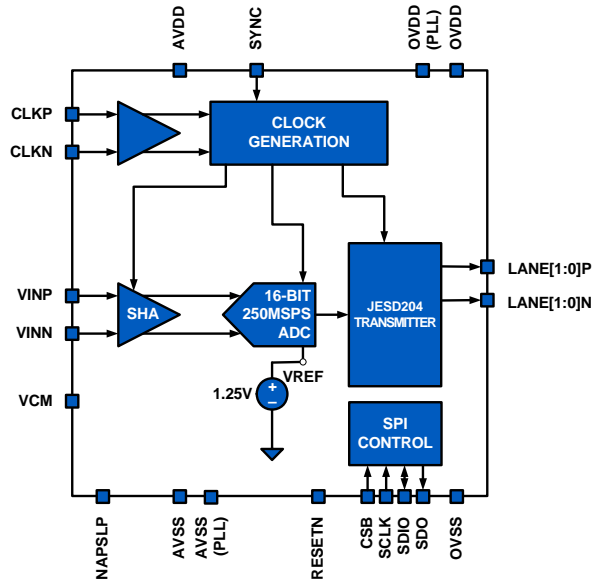 AVDD
SYNC
OVDD
(PLL)
OVDD
CLKP
CLKN
CLOCK
GENERATION
VINP
VINN
SHA
16-BIT
250MSPS
ADC
JESD204
TRANSMITTER
LANE[1:0]P
LANE[1:0]N
VREF
1.25V
VCM
SPI
CONTROL
NAPSLP
AVSS
AVSS
(PLL)
RESETN
CSB
SCLK
SDIO
SDO
OVSS